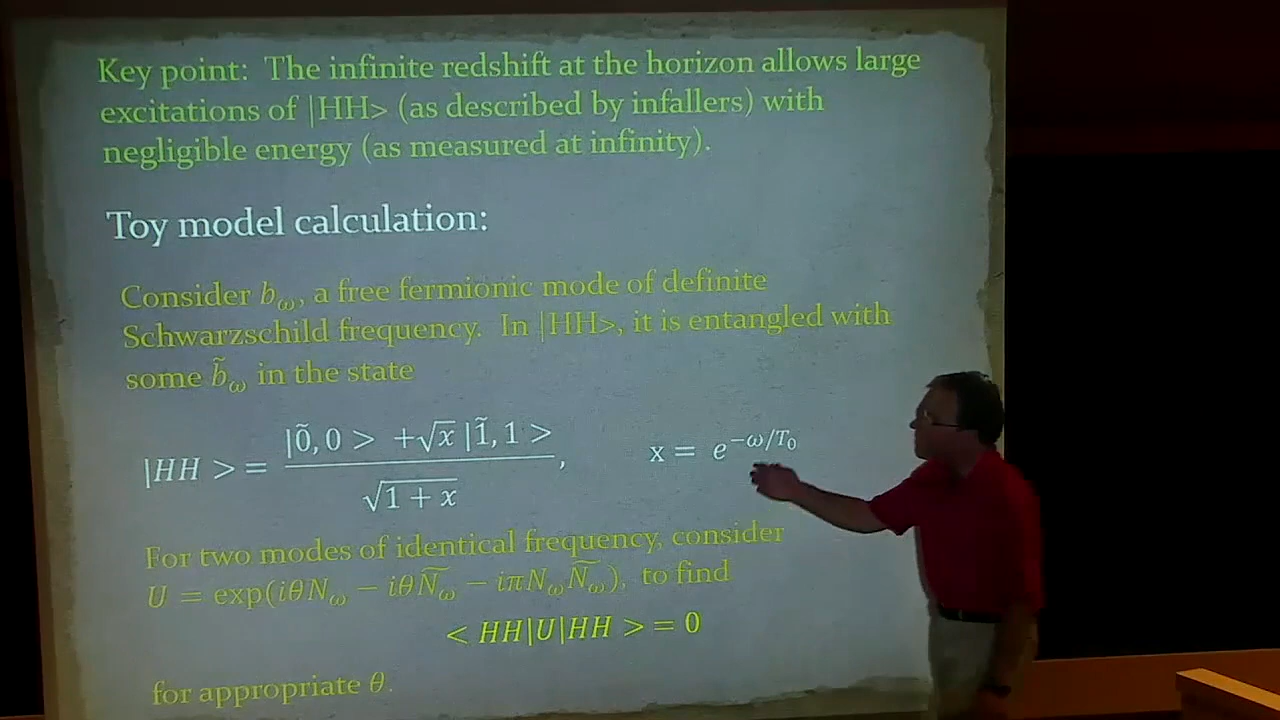 Key point: The infinite redshift at the horizon allows large
excitations of |HH> (as described by infallers) with
negligible energy (as measured at infinity).
Toy model calculation:
Consider b_ω, a free fermionic mode of definite
Schwarzschild frequency. In |HH>, it is entangled with
some b̃_ω in the state
|HH >= (|0̃, 0 > +√x |1̃, 1 >)/√(1 + x), x = e^{−ω/T₀}
For two modes of identical frequency, consider
U = exp(iθN_ω − iθÑ_ω − iπN_ωÑ_ω), to find
< HH|U|HH > = 0
for appropriate θ.